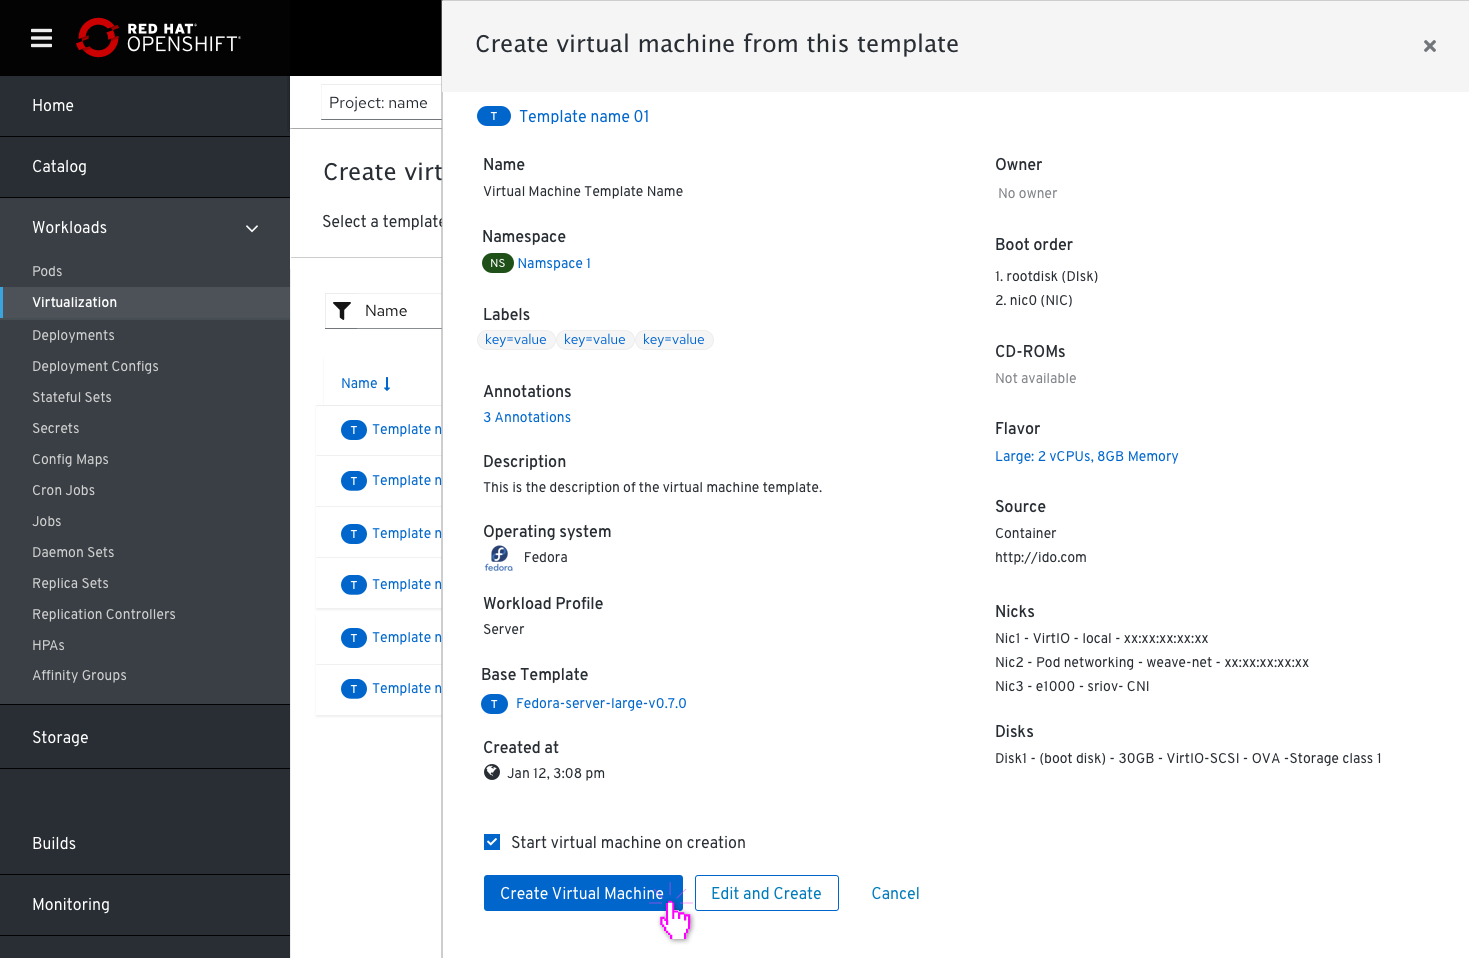 RED HAT
OPENSHIFT
Home
Catalog
Workloads
Pods
Virtualization
Deployments
Deployment Configs
Stateful Sets
Secrets
Config Maps
Cron Jobs
Jobs
Daemon Sets
Replica Sets
Replication Controllers
HPAs
Affinity Groups
Storage
Builds
Monitoring
Project: name
Create virt
Select a template
Name
Name
T Template n
T Template n
T Template n
T Template n
T Template n
T Template n
Create virtual machine from this template
T Template name 01
Name
Virtual Machine Template Name
Namespace
NS Namspace 1
Labels
key=value key=value key=value
Annotations
3 Annotations
Description
This is the description of the virtual machine template.
Operating system
fedora Fedora
Workload Profile
Server
Base Template
T Fedora-server-large-v0.7.0
Created at
Jan 12, 3:08 pm
Owner
No owner
Boot order
1. rootdisk (DIsk)
2. nic0 (NIC)
CD-ROMs
Not available
Flavor
Large: 2 vCPUs, 8GB Memory
Source
Container
http://ido.com
Nicks
Nic1 - VirtIO - local - xx:xx:xx:xx:xx
Nic2 - Pod networking - weave-net - xx:xx:xx:xx:xx
Nic3 - e1000 - sriov- CNI
Disks
Disk1 - (boot disk) - 30GB - VirtIO-SCSI - OVA -Storage class 1
Start virtual machine on creation
Create Virtual Machine Edit and Create Cancel